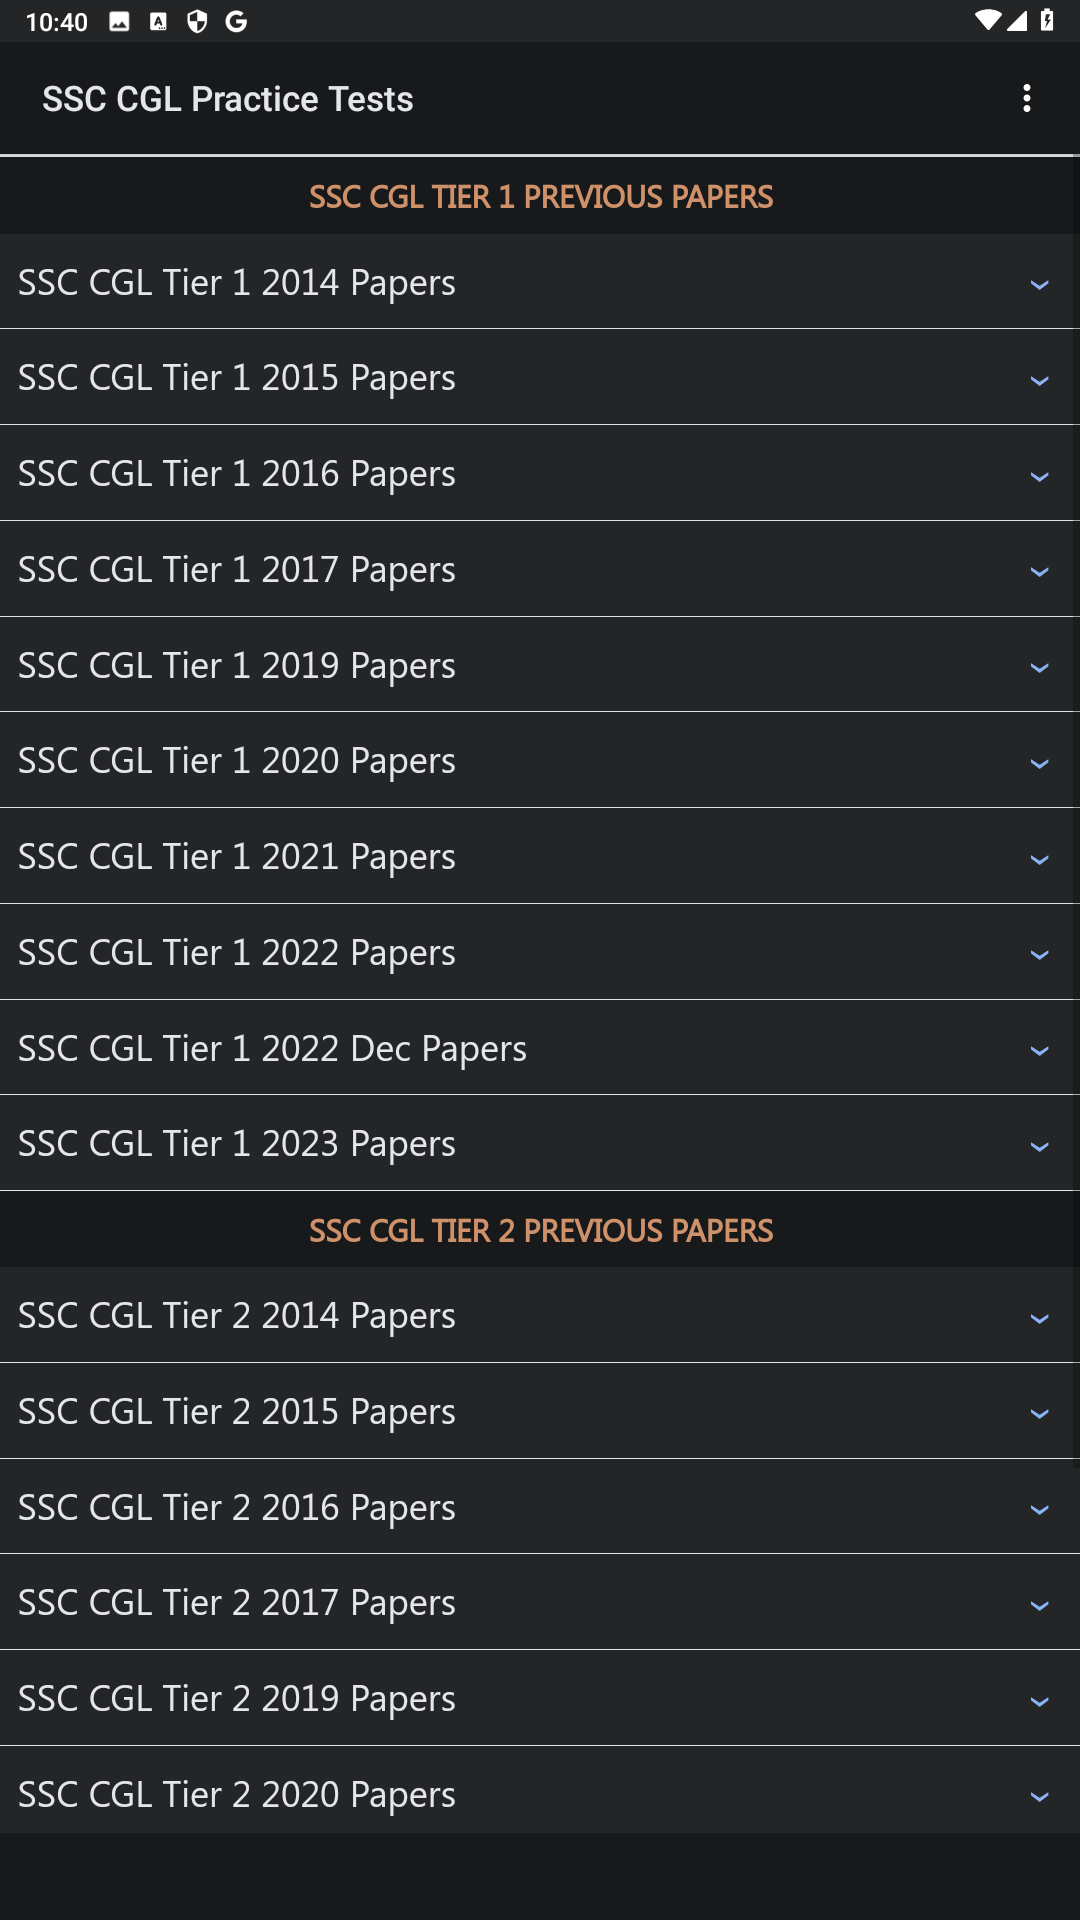 10:40
SSC CGL Practice Tests
SSC CGL TIER 1 PREVIOUS PAPERS
SSC CGL Tier 1 2014 Papers
SSC CGL Tier 1 2015 Papers
SSC CGL Tier 1 2016 Papers
SSC CGL Tier 1 2017 Papers
SSC CGL Tier 1 2019 Papers
SSC CGL Tier 1 2020 Papers
SSC CGL Tier 1 2021 Papers
SSC CGL Tier 1 2022 Papers
SSC CGL Tier 1 2022 Dec Papers
SSC CGL Tier 1 2023 Papers
SSC CGL TIER 2 PREVIOUS PAPERS
SSC CGL Tier 2 2014 Papers
SSC CGL Tier 2 2015 Papers
SSC CGL Tier 2 2016 Papers
SSC CGL Tier 2 2017 Papers
SSC CGL Tier 2 2019 Papers
SSC CGL Tier 2 2020 Papers